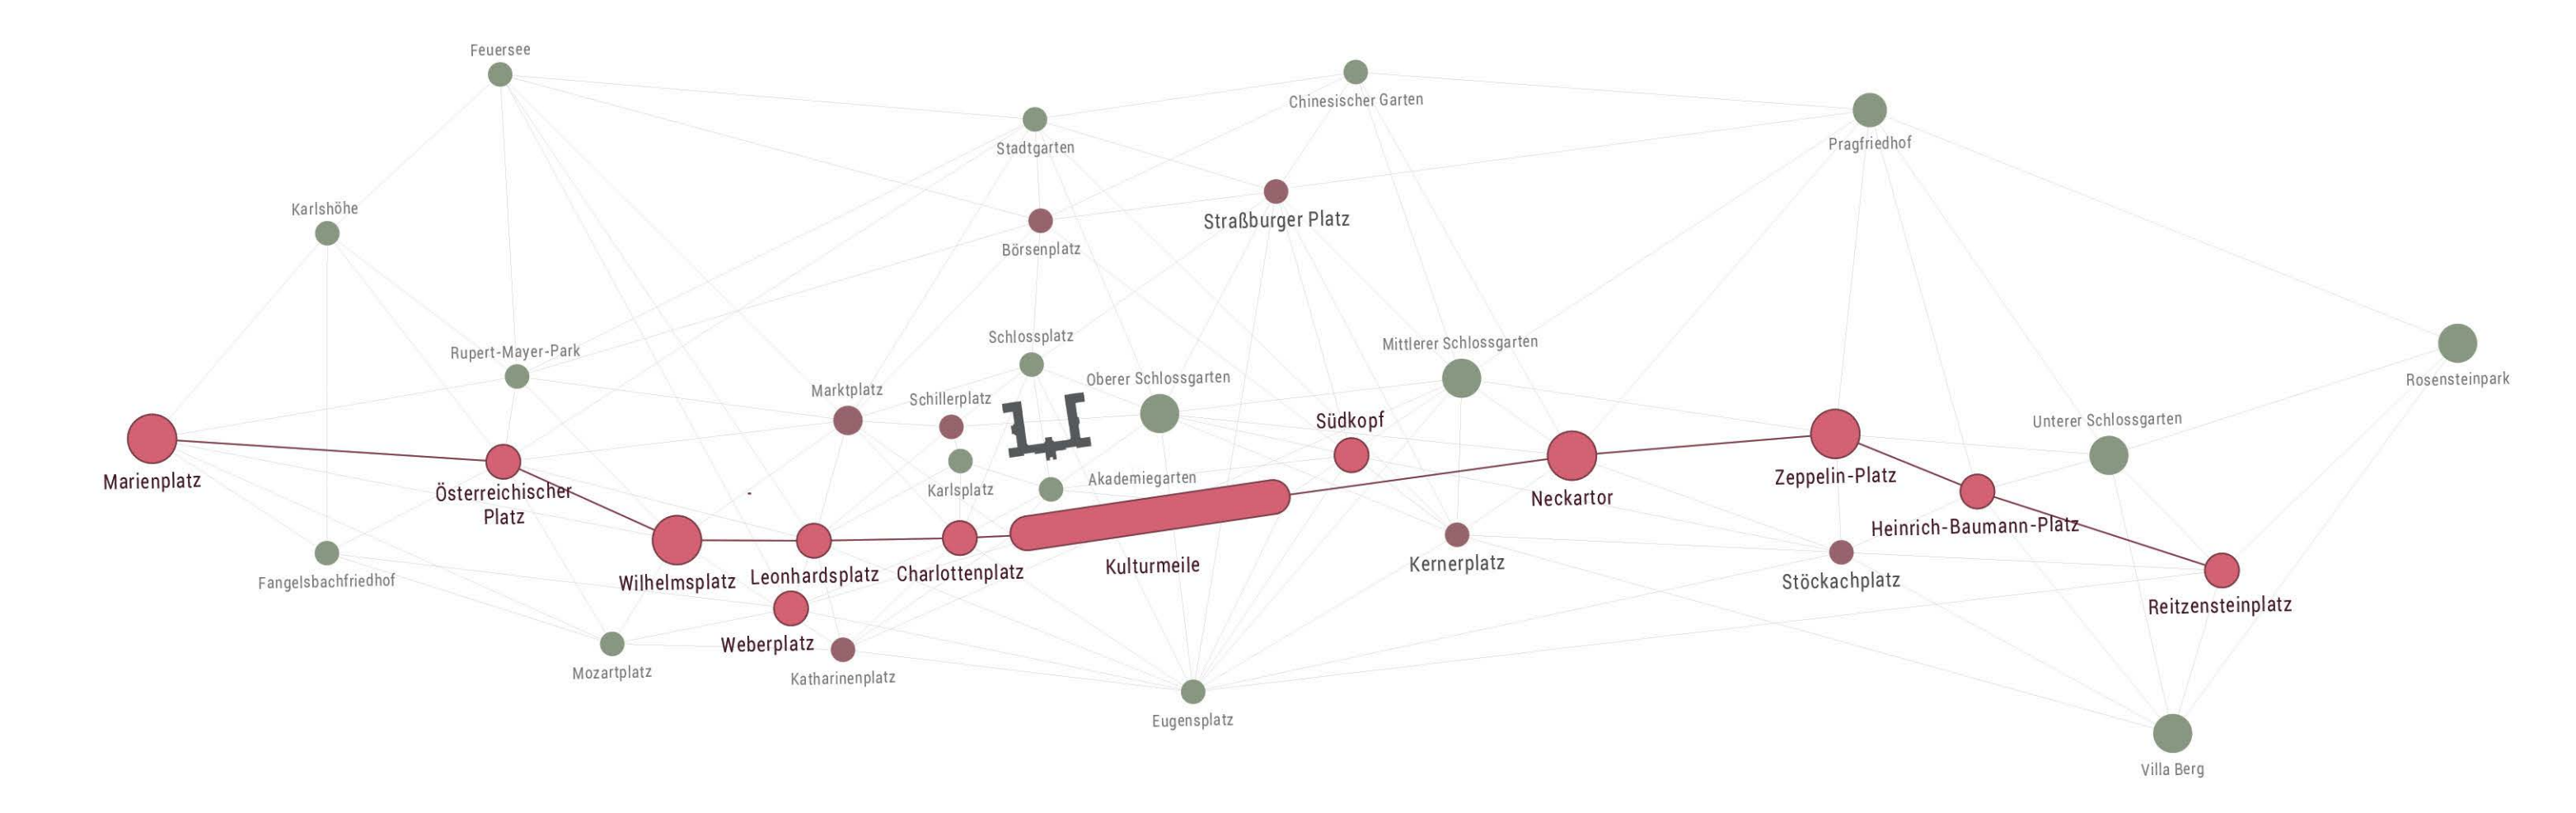 Feuersee
Chinesischer Garten
Stadtgarten
Pragfriedhof
Karlshöhe
Straßburger Platz
Börsenplatz
Schlossplatz
Mittlerer Schlossgarten
Rupert-Mayer-Park
Oberer Schlossgarten
Rosensteinpark
Marktplatz
Schillerplatz
Südkopf
Unterer Schlossgarten
Marienplatz
Zeppelin-Platz
Akademiegarten
Karlsplatz
Österreichischer
Platz
Neckartor
Heinrich-Baumann-Platz
Kernerplatz
Kulturmeile
Charlottenplatz
Leonhardsplatz
Wilhelmsplatz
Fangelsbachfriedhof
Stöckachplatz
Reitzensteinplatz
Weberplatz
Mozartplatz
Katharinenplatz
Eugensplatz
Villa Berg